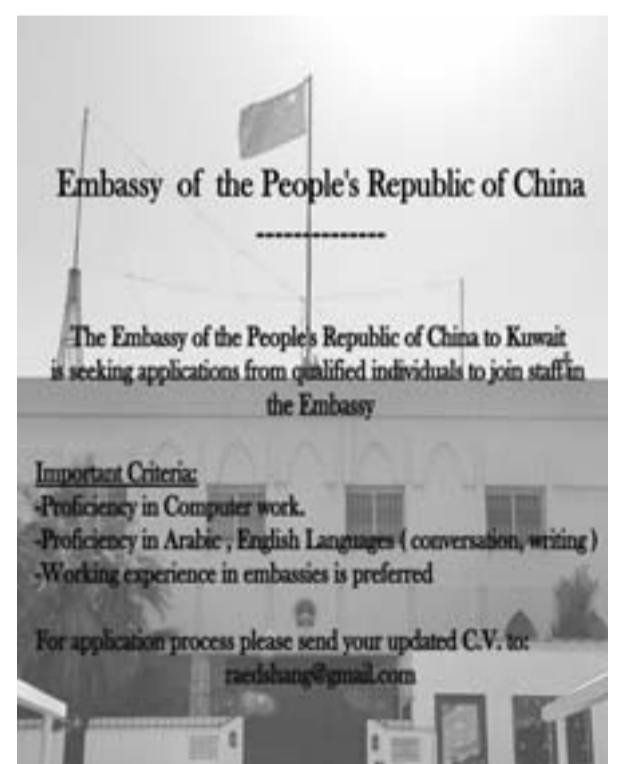 Embassy of the People's Republic of China
--------------
The Embassy of the People's Republic of China to Kuwait
is seeking applications from qualified individuals to join staff in
the Embassy
Important Criteria:
-Proficiency in Computer work.
-Proficiency in Arabic , English Languages ( conversation, writing )
-Working experience in embassies is preferred
For application process please send your updated C.V. to:
raedshang@gmail.com